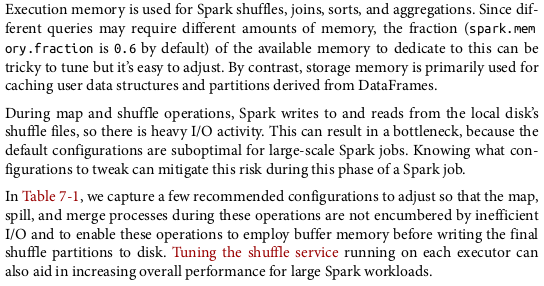 Execution memory is used for Spark shuffles, joins, sorts, and aggregations. Since dif-
ferent queries may require different amounts of memory, the fraction (spark.mem
ory.fraction is 0.6 by default) of the available memory to dedicate to this can be
tricky to tune but it's easy to adjust. By contrast, storage memory is primarily used for
caching user data structures and partitions derived from DataFrames.
During map and shuffle operations, Spark writes to and reads from the local disk's
shuffle files, so there is heavy I/O activity. This can result in a bottleneck, because the
default configurations are suboptimal for large-scale Spark jobs. Knowing what con-
figurations to tweak can mitigate this risk during this phase of a Spark job.
In Table 7-1, we capture a few recommended configurations to adjust so that the map,
spill, and merge processes during these operations are not encumbered by inefficient
I/O and to enable these operations to employ buffer memory before writing the final
shuffle partitions to disk. Tuning the shuffle service running on each executor can
also aid in increasing overall performance for large Spark workloads.